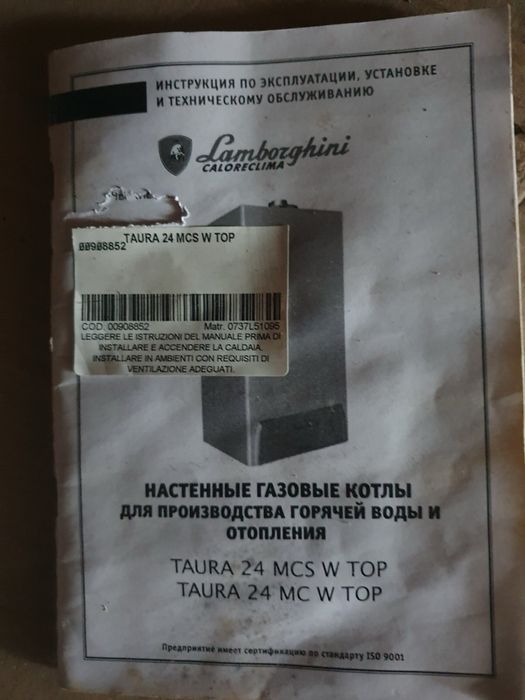 ИНСТРУКЦИЯ ПО ЭКСПЛУАТАЦИИ, УСТАНОВКЕ
И ТЕХНИЧЕСКОМУ ОБСЛУЖИВАНИЮ
Lamborghini
CALORECLIMA
TAURA 24 MCS W TOP
00908852
COD. 00908852 Matr. 0737L51095
LEGGERE LE ISTRUZIONI DEL MANUALE PRIMA DI
INSTALLARE E ACCENDERE LA CALDAIA.
INSTALLARE IN AMBIENTI CON REQUISITI DI
VENTILAZIONE ADEGUATI.
НАСТЕННЫЕ ГАЗОВЫЕ КОТЛЫ
ДЛЯ ПРОИЗВОДСТВА ГОРЯЧЕЙ ВОДЫ И
ОТОПЛЕНИЯ
TAURA 24 MCS W TOP
TAURA 24 MC W TOP
Предприятие имеет сертификацию по стандарту ISO 9001